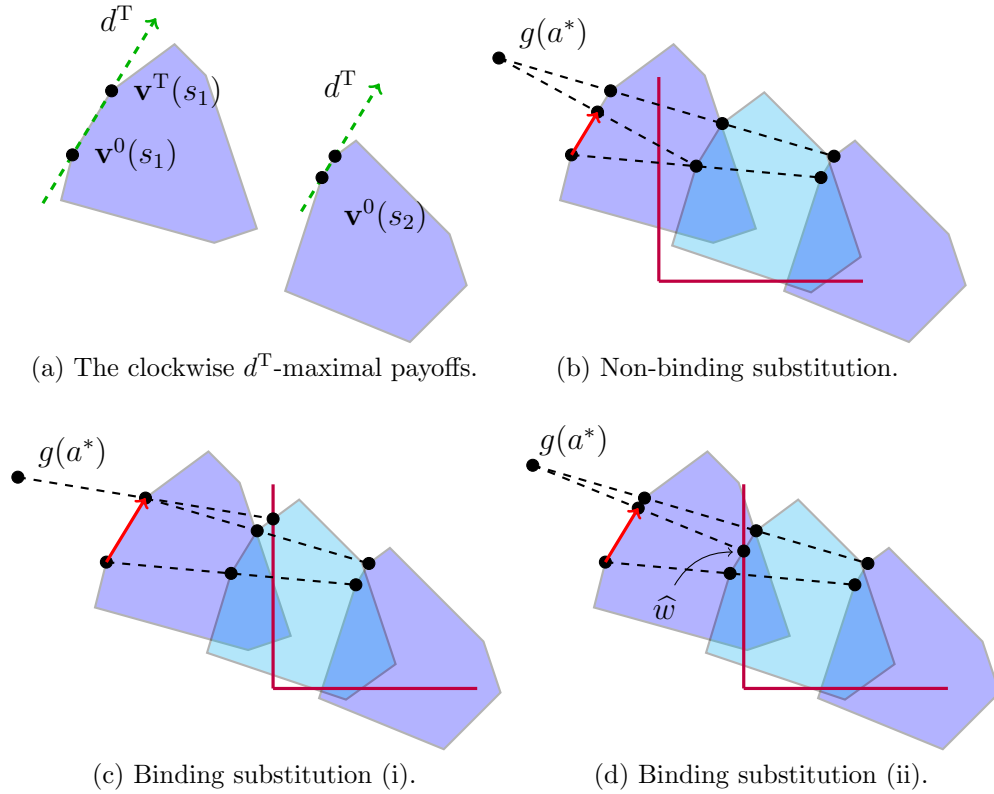 d^T
v^T(s_1)
v^0(s_1)
d^T
v^0(s_2)
(a) The clockwise d^T-maximal payoffs.
g(a*)
(b) Non-binding substitution.
g(a*)
(c) Binding substitution (i).
g(a*)
ŵ
(d) Binding substitution (ii).